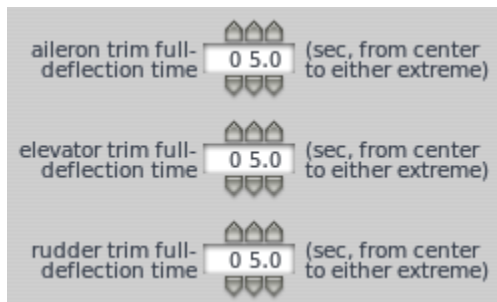 aileron trim full- 0 5.0 (sec, from center
deflection time to either extreme)
elevator trim full- 0 5.0 (sec, from center
deflection time to either extreme)
rudder trim full- 0 5.0 (sec, from center
deflection time to either extreme)